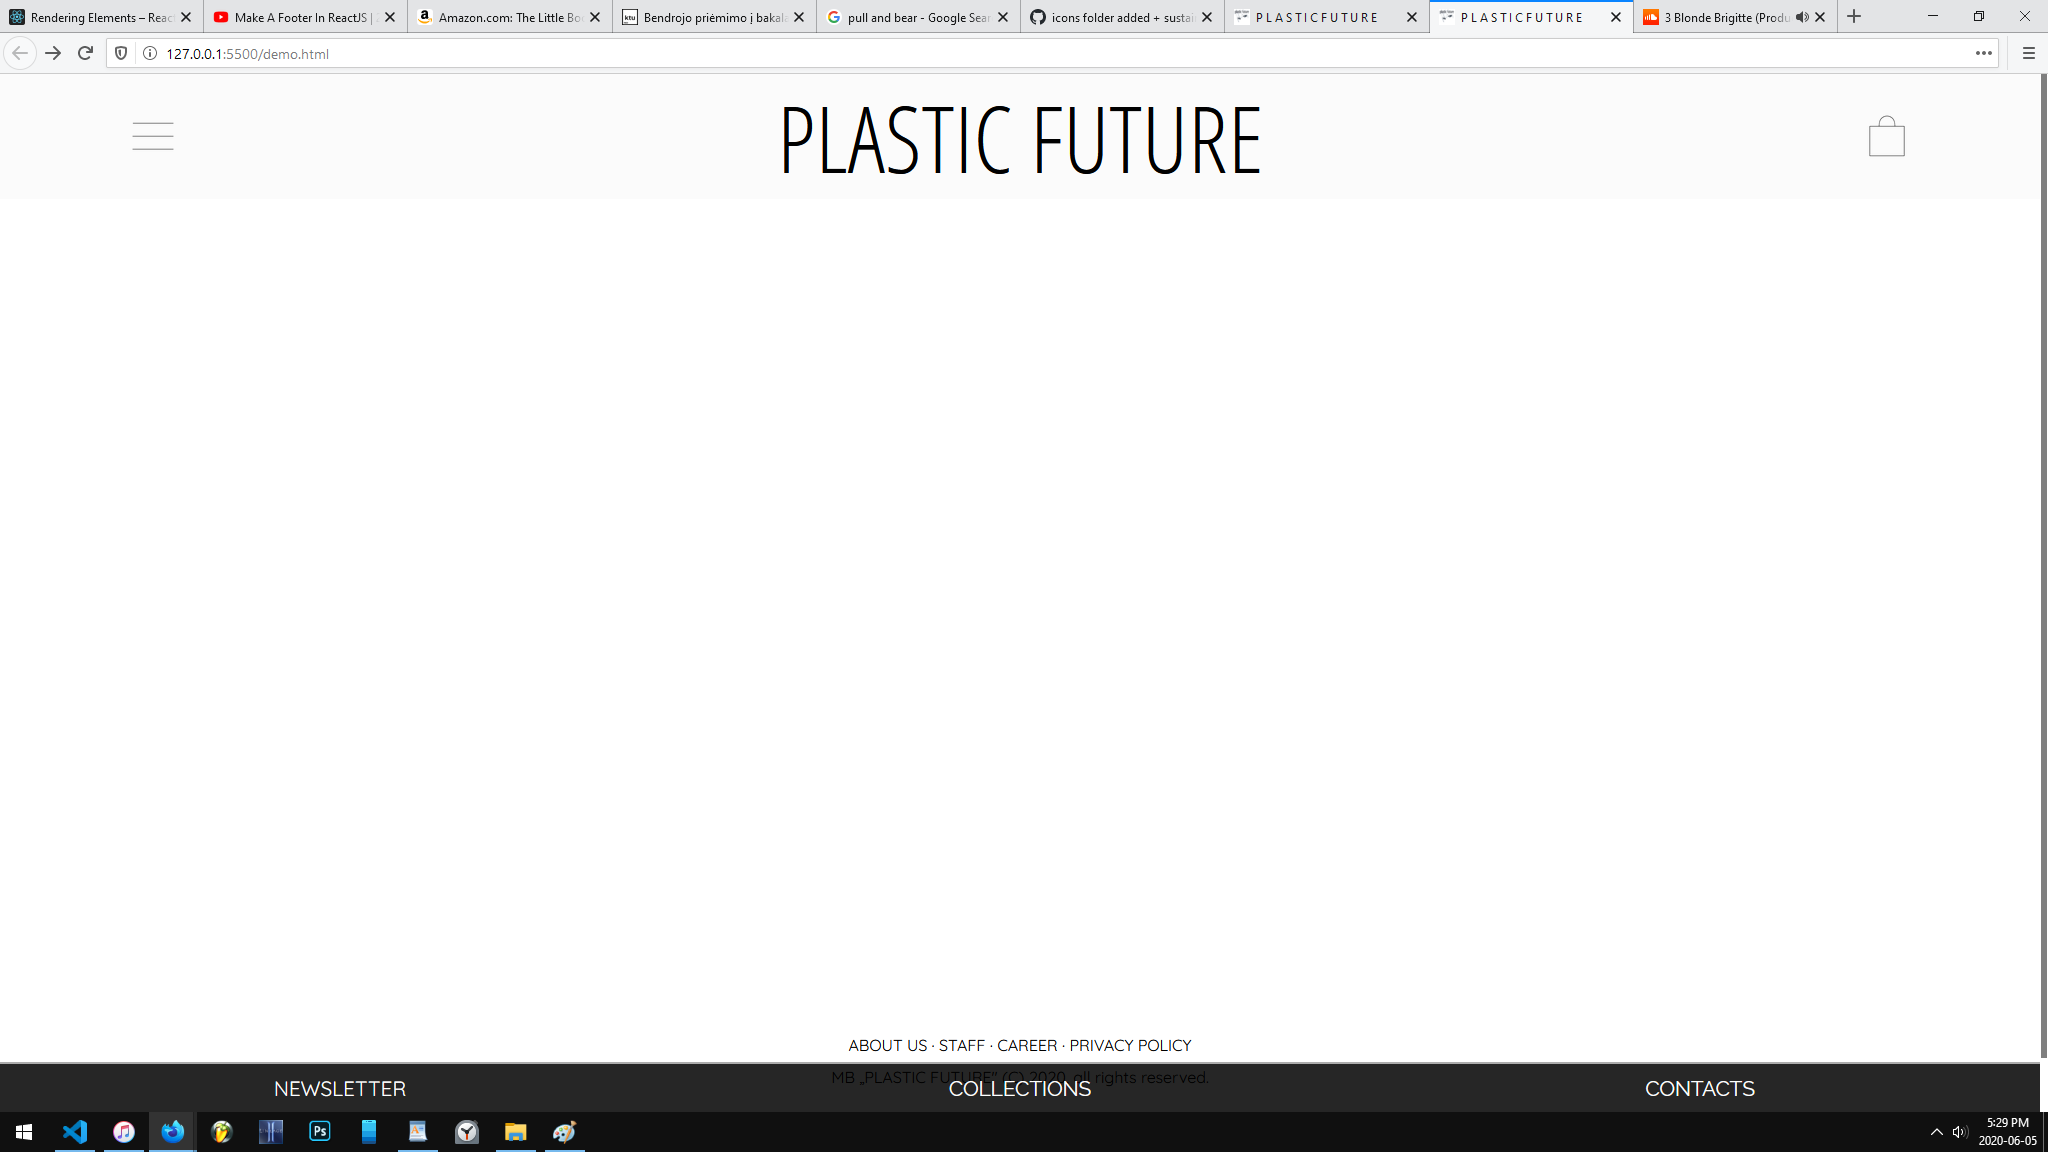 Rendering Elements – Reac
Make A Footer In ReactJS |
Amazon.com: The Little Bo
ktu
Bendrojo priėmimo į bakala
pull and bear - Google Sear
icons folder added + sustai
P L A S T I C F U T U R E
P L A S T I C F U T U R E
3 Blonde Brigitte (Produ
127.0.0.1:5500/demo.html
PLASTIC FUTURE
ABOUT US · STAFF · CAREER · PRIVACY POLICY
MB „PLASTIC FUTURE" (C) 2020, all rights reserved.
NEWSLETTER
COLLECTIONS
CONTACTS
Ps
5:29 PM
2020-06-05